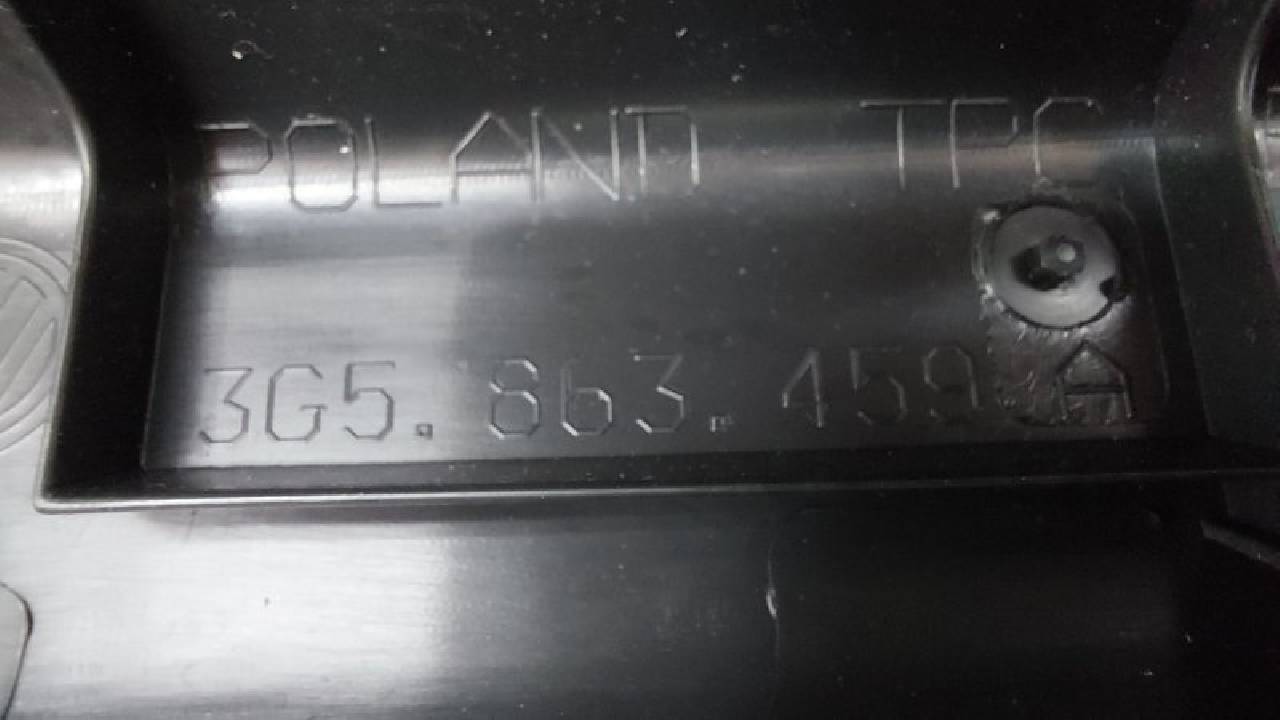 POLAND TPC
3G5. 863. 459 A